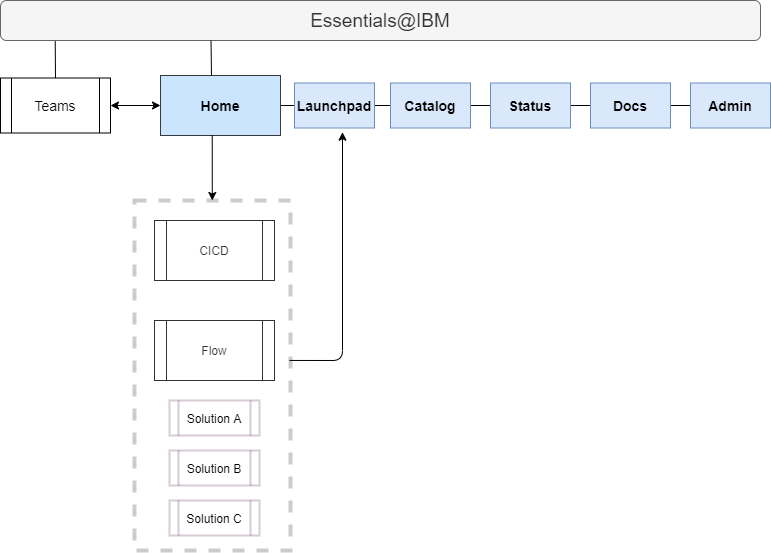 Essentials@IBM
Teams
Home
Launchpad
Catalog
Status
Docs
Admin
CICD
Flow
Solution A
Solution B
Solution C